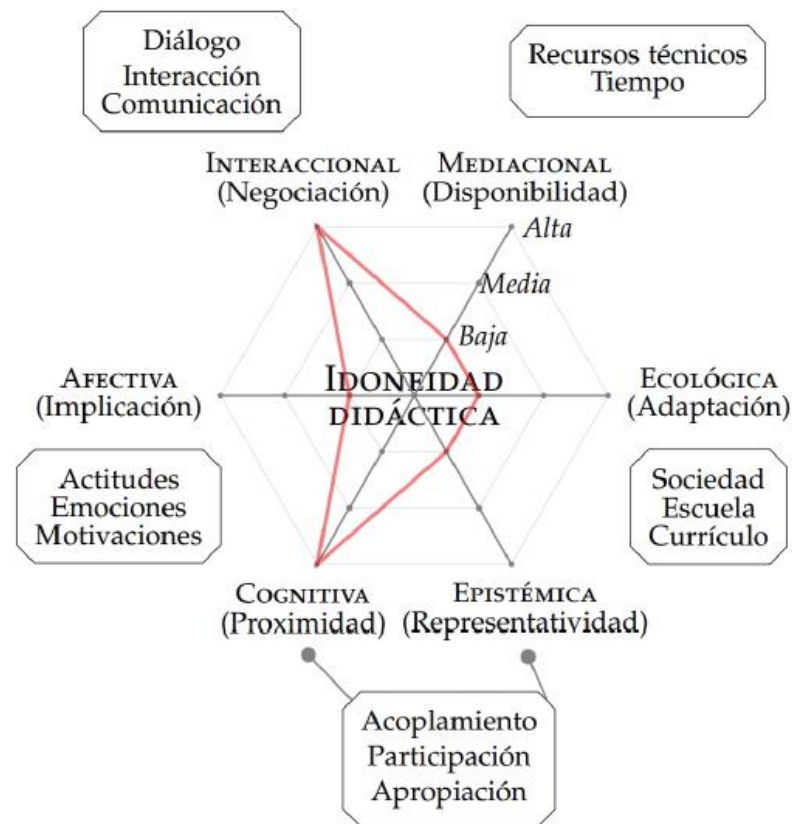 Diálogo
Interacción
Comunicación
Recursos técnicos
Tiempo
INTERACCIONAL
(Negociación)
MEDIACIONAL
(Disponibilidad)
Alta
Media
Baja
AFECTIVA
(Implicación)
IDONEIDAD
DIDÁCTICA
ECOLÓGICA
(Adaptación)
Actitudes
Emociones
Motivaciones
Sociedad
Escuela
Currículo
COGNITIVA
(Proximidad)
EPISTÉMICA
(Representatividad)
Acoplamiento
Participación
Apropiación